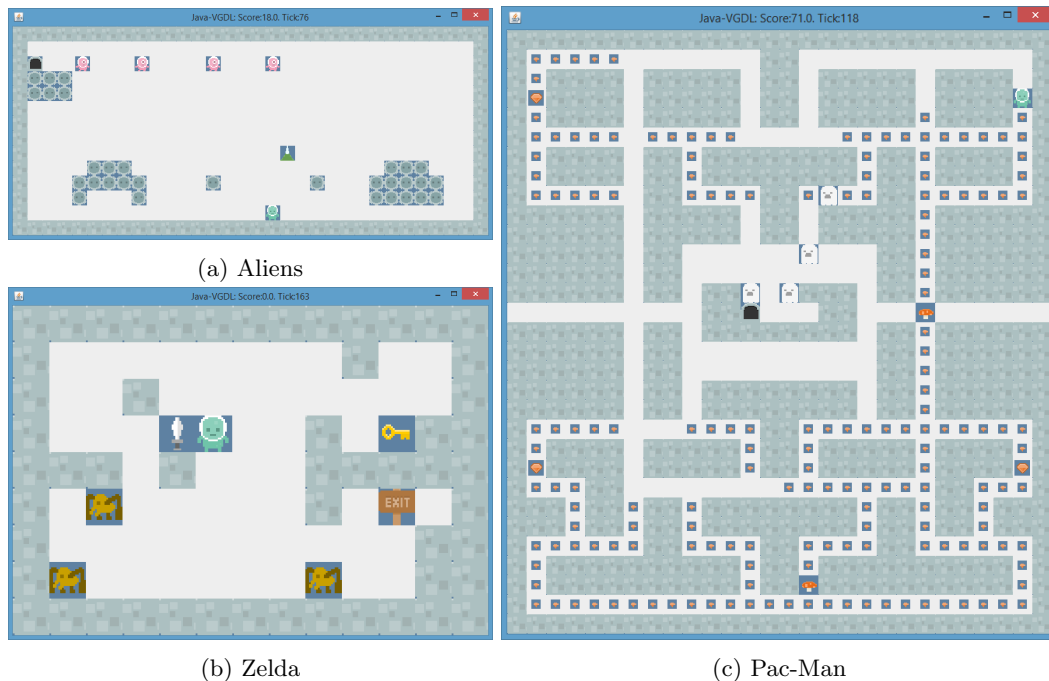 Java-VGDL: Score:18.0. Tick:76
(a) Aliens
Java-VGDL: Score:0.0. Tick:163
EXIT
(b) Zelda
Java-VGDL: Score:71.0. Tick:118
(c) Pac-Man